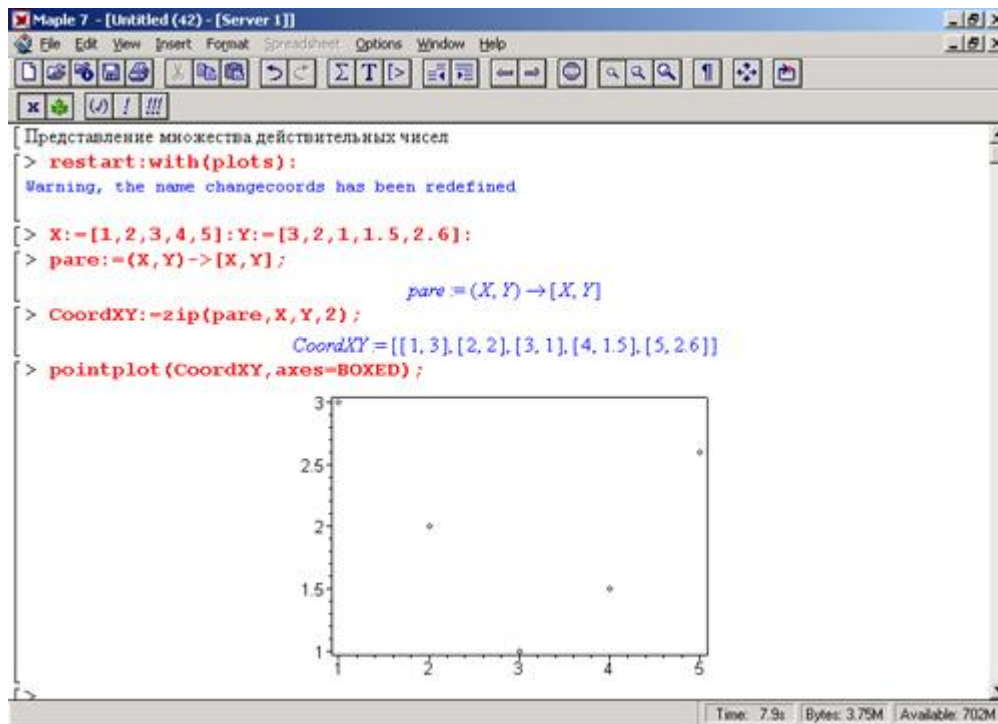 Maple 7 - [Untitled (42) - [Server 1]]
File Edit View Insert Format Spreadsheet Options Window Help
Представление множества действительных чисел
> restart:with(plots):
Warning, the name changecoords has been redefined
> X:=[1,2,3,4,5]:Y:=[3,2,1,1.5,2.6]:
> pare:=(X,Y)->[X,Y];
pare := (X, Y) → [X, Y]
> CoordXY:=zip(pare,X,Y,2);
CoordXY := [[1, 3], [2, 2], [3, 1], [4, 1.5], [5, 2.6]]
> pointplot(CoordXY,axes=BOXED);
3
2.5
2
1.5
1
1 2 3 4 5
>
Time: 7.9s Bytes: 3.75M Available: 702M